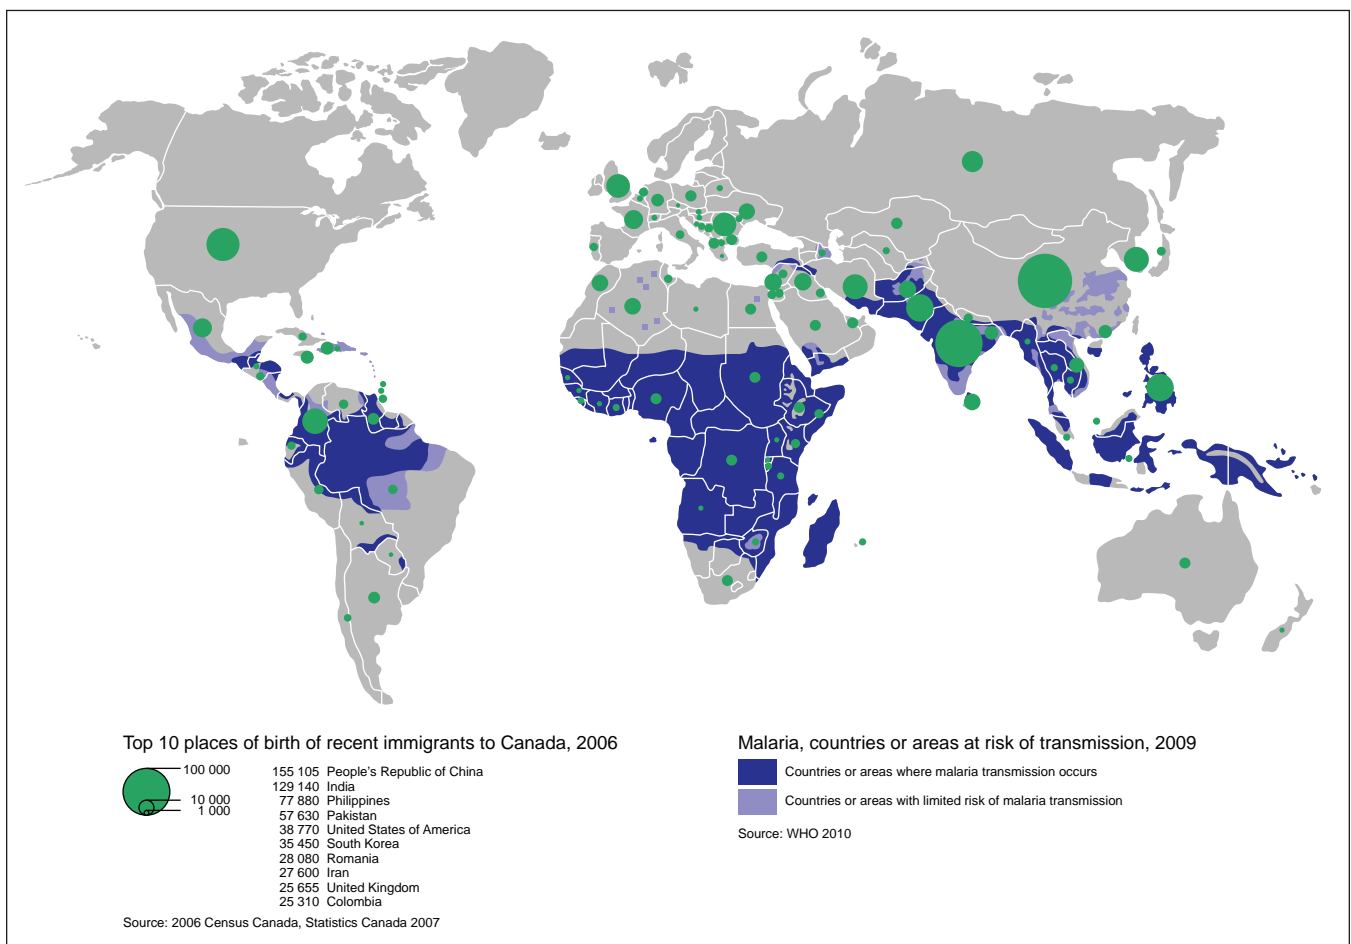 Top 10 places of birth of recent immigrants to Canada, 2006
100 000
10 000
1 000
155 105 People's Republic of China
129 140 India
77 880 Philippines
57 630 Pakistan
38 770 United States of America
35 450 South Korea
28 080 Romania
27 600 Iran
25 655 United Kingdom
25 310 Colombia
Source: 2006 Census Canada, Statistics Canada 2007
Malaria, countries or areas at risk of transmission, 2009
Countries or areas where malaria transmission occurs
Countries or areas with limited risk of malaria transmission
Source: WHO 2010